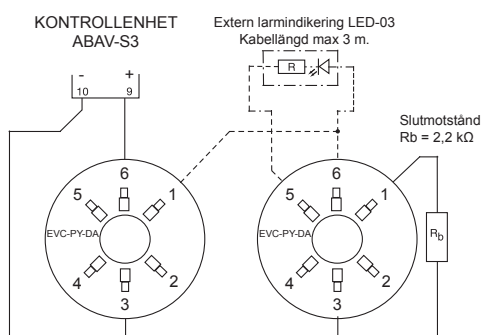 KONTROLLENHET
ABAV-S3
Extern larmindikering LED-03
Kabellängd max 3 m.
- +
10 9
R
Slutmotstånd
Rb = 2,2 kΩ
6
5 1
EVC-PY-DA
4 2
3
6
5 1
EVC-PY-DA
4 2
3
Rb